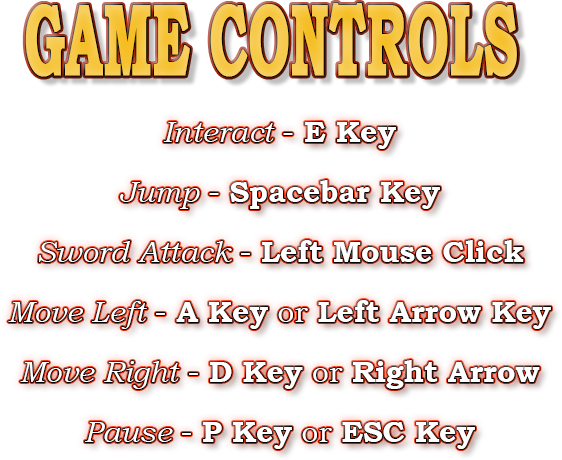 GAME CONTROLS
Interact - E Key
Jump - Spacebar Key
Sword Attack - Left Mouse Click
Move Left - A Key or Left Arrow Key
Move Right - D Key or Right Arrow
Pause - P Key or ESC Key